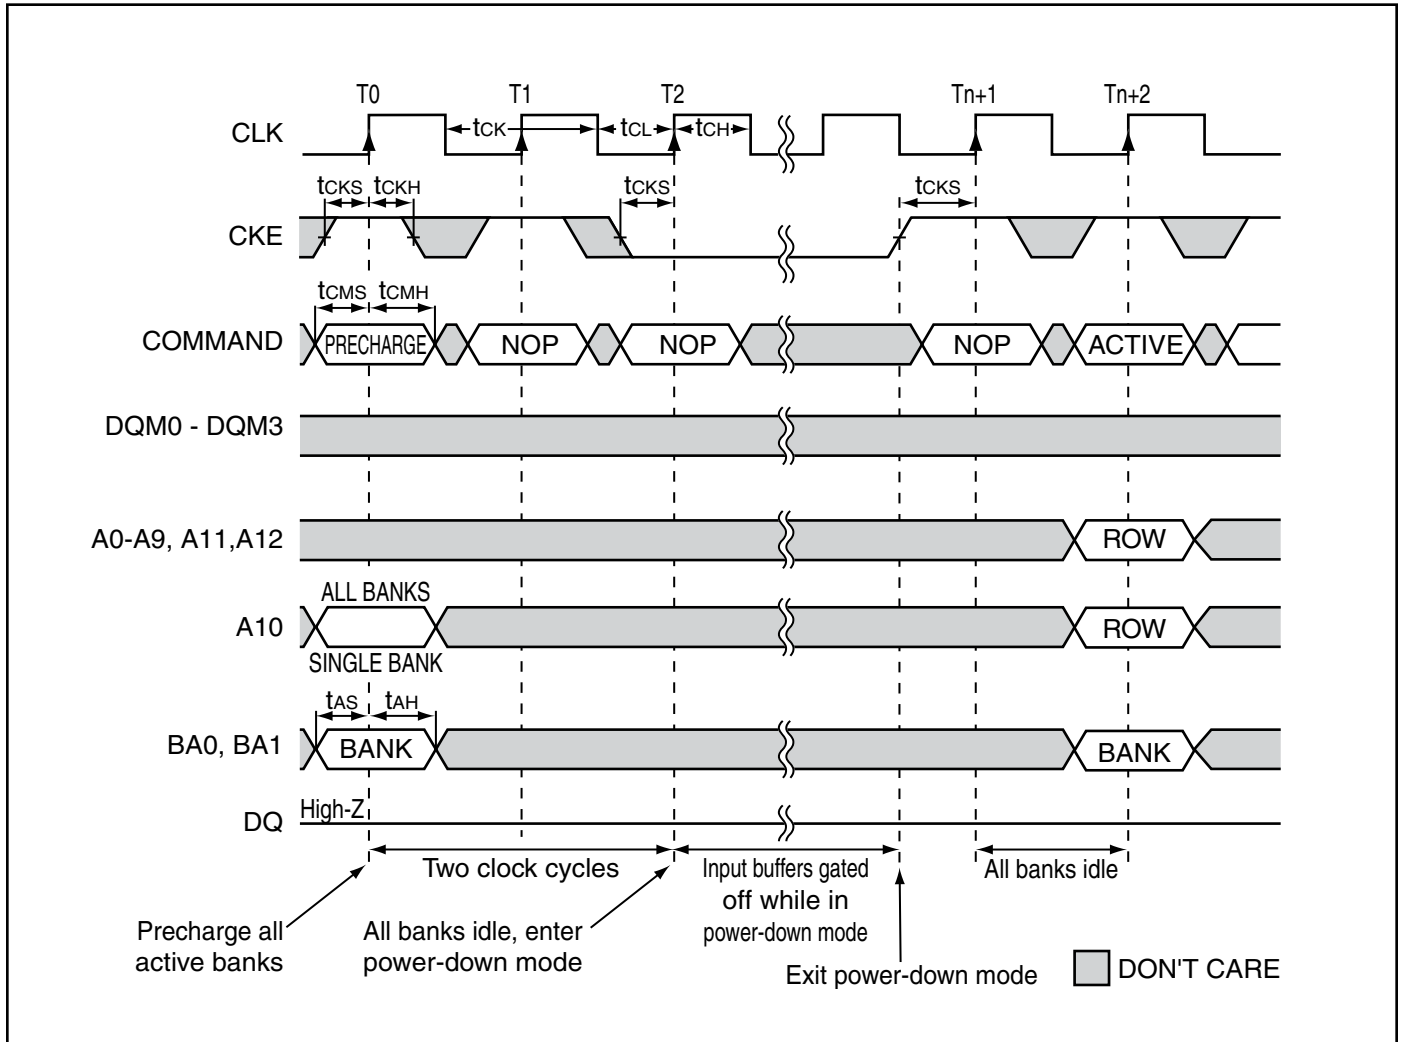 T0 T1 T2 Tn+1 Tn+2
CLK tCK tCL tCH
tCKS tCKH tCKS tCKS
CKE
tCMS tCMH
COMMAND PRECHARGE NOP NOP NOP ACTIVE
DQM0 - DQM3
A0-A9, A11,A12 ROW
ALL BANKS
A10 ROW
SINGLE BANK
tAS tAH
BA0, BA1 BANK BANK
High-Z
DQ
Two clock cycles
Input buffers gated
off while in
power-down mode
All banks idle
Precharge all
active banks
All banks idle, enter
power-down mode
Exit power-down mode
DON'T CARE